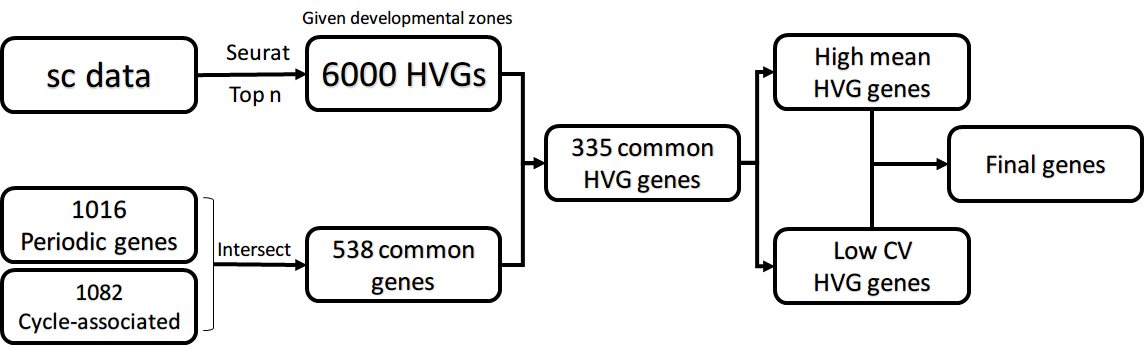 Given developmental zones
sc data
Seurat
Top n
6000 HVGs
1016
Periodic genes
1082
Cycle-associated
Intersect
538 common
genes
335 common
HVG genes
High mean
HVG genes
Low CV
HVG genes
Final genes